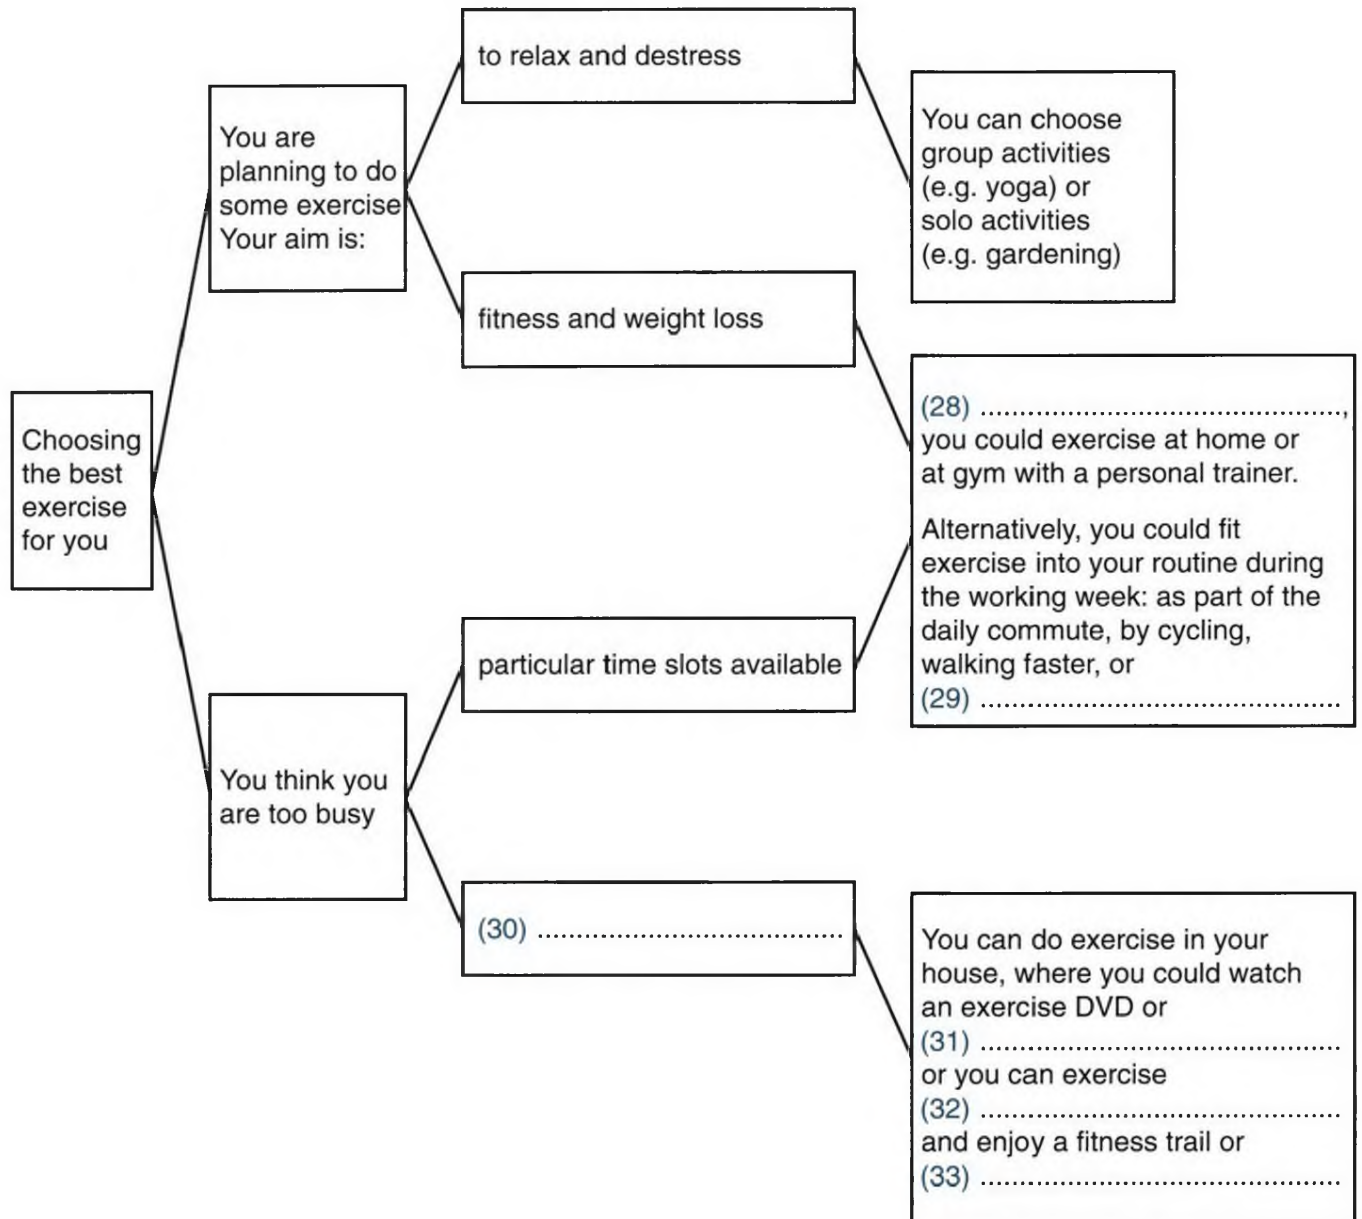 Choosing
the best
exercise
for you
You are
planning to do
some exercise
Your aim is:
to relax and destress
You can choose
group activities
(e.g. yoga) or
solo activities
(e.g. gardening)
fitness and weight loss
(28) ..............................................,
you could exercise at home or
at gym with a personal trainer.
Alternatively, you could fit
exercise into your routine during
the working week: as part of the
daily commute, by cycling,
walking faster, or
(29) ..............................................
You think you
are too busy
particular time slots available
(30) .......................................
You can do exercise in your
house, where you could watch
an exercise DVD or
(31) ..............................................
or you can exercise
(32) ..............................................
and enjoy a fitness trail or
(33) ..............................................